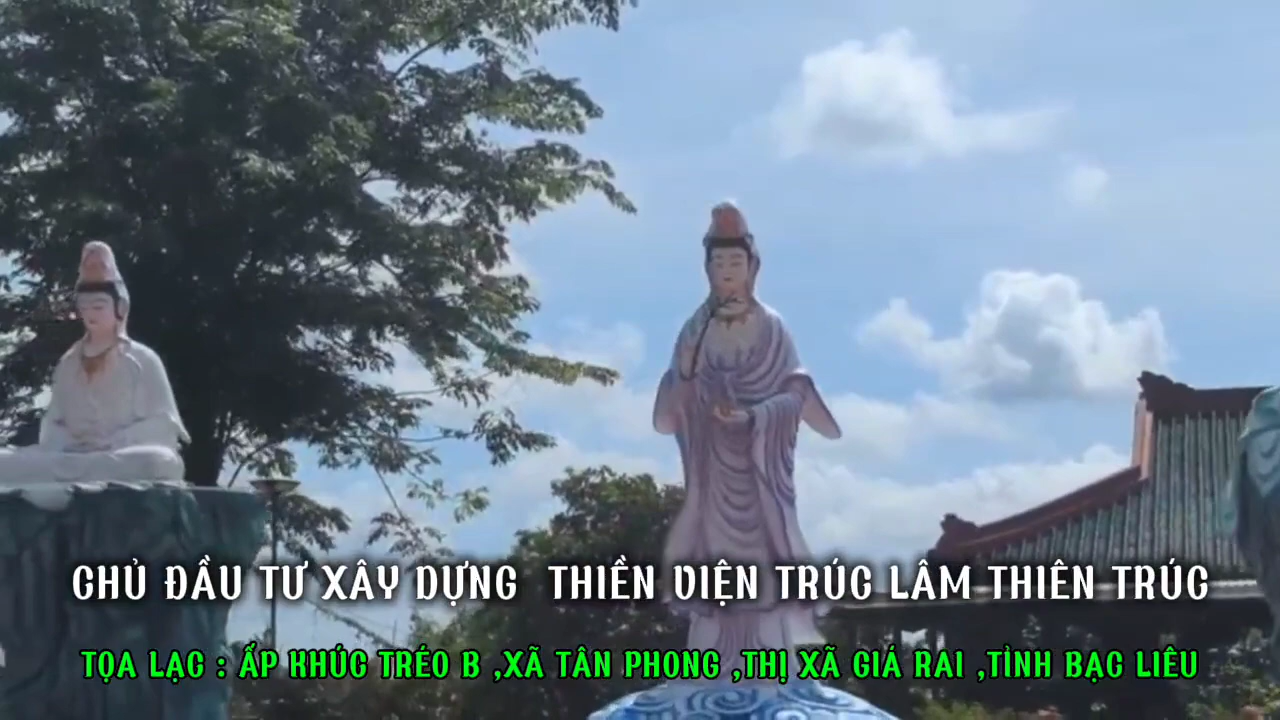 CHỦ ĐẦU TƯ XÂY DỰNG THIỀN VIỆN TRÚC LÂM THIÊN TRÚC
TỌA LẠC : ẤP KHÚC TRÉO B ,XÃ TÂN PHONG ,THỊ XÃ GIÁ RAI ,TỈNH BẠC LIÊU